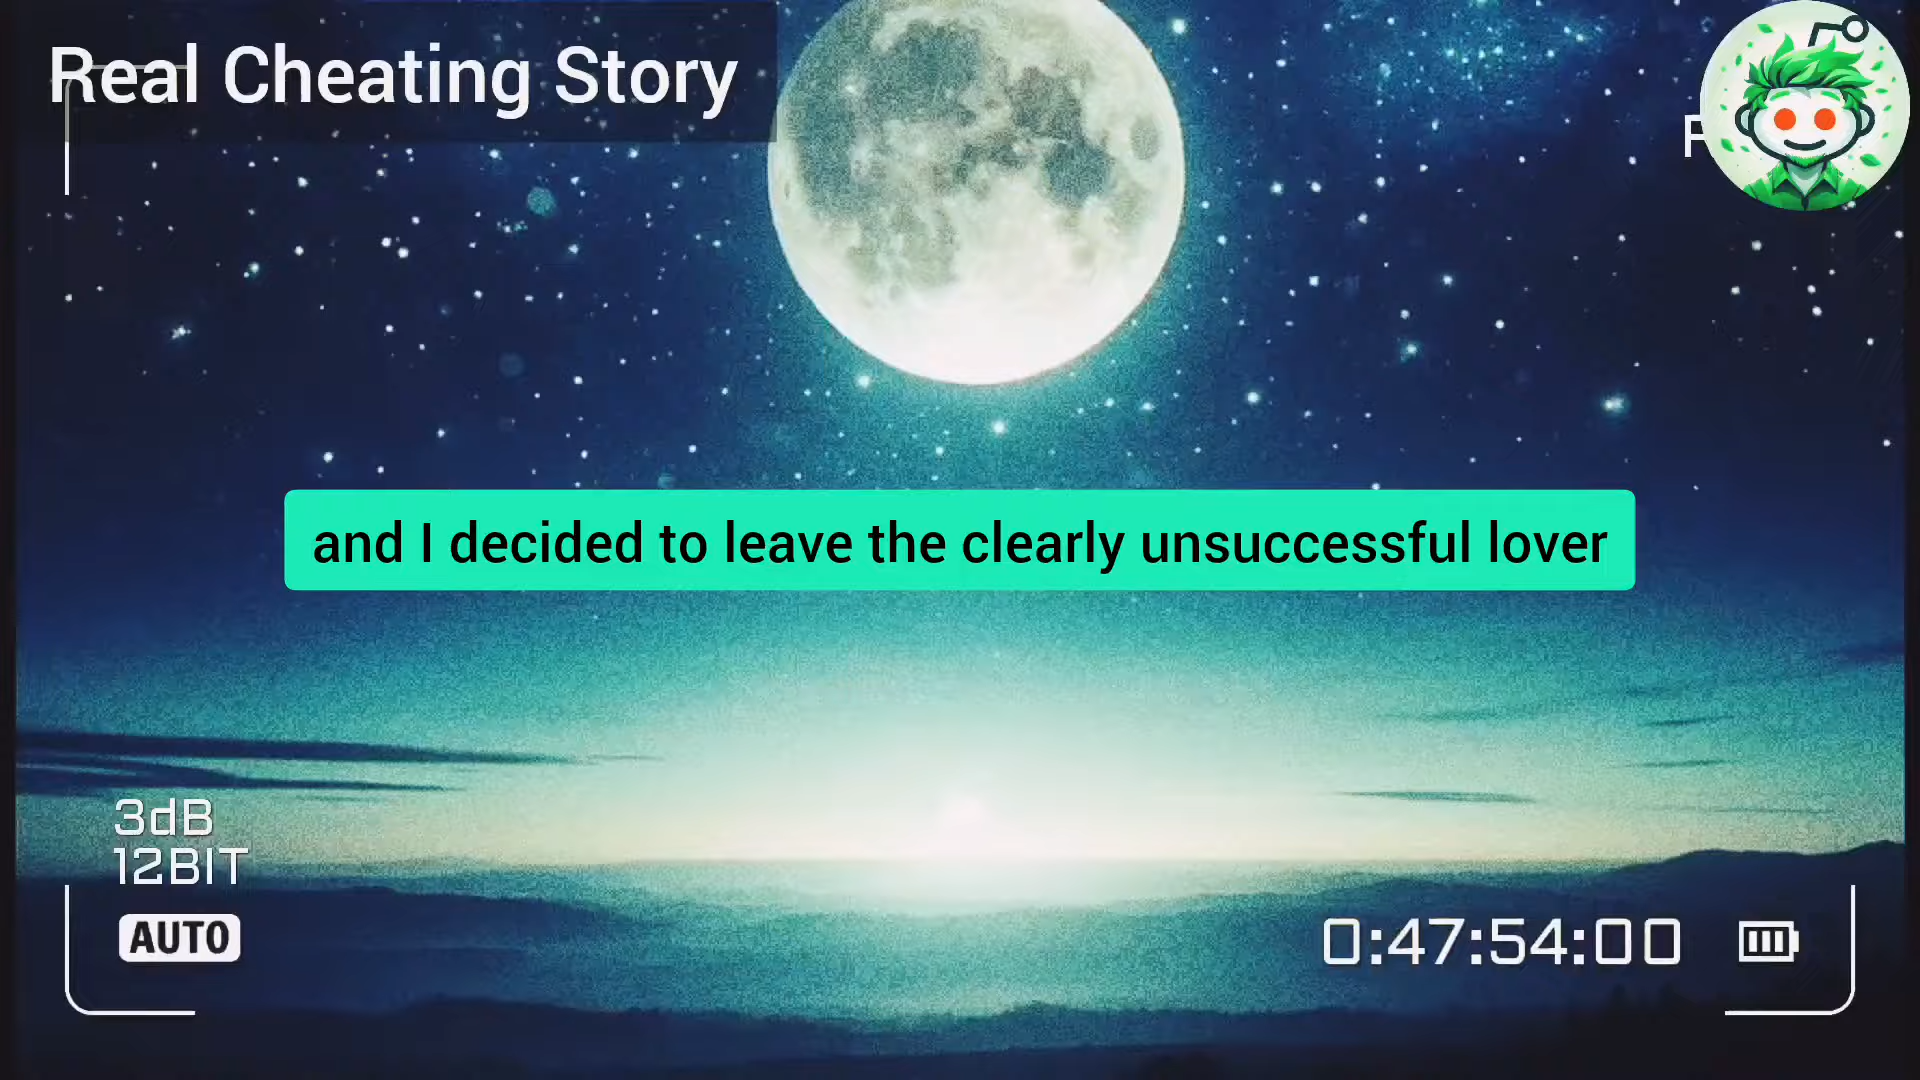 Real Cheating Story
and I decided to leave the clearly unsuccessful lover
3dB
12BIT
AUTO
0:47:54:00